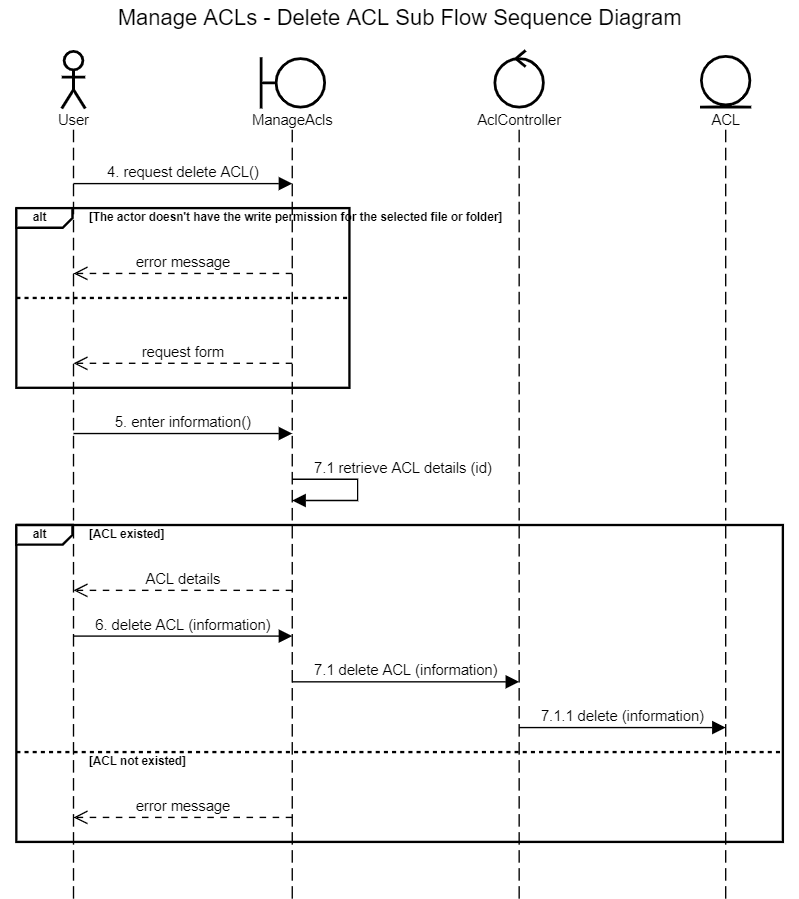 Manage ACLs - Delete ACL Sub Flow Sequence Diagram
User
ManageAcls
AclController
ACL
4. request delete ACL()
alt
[The actor doesn't have the write permission for the selected file or folder]
error message
request form
5. enter information()
7.1 retrieve ACL details (id)
alt
[ACL existed]
ACL details
6. delete ACL (information)
7.1 delete ACL (information)
7.1.1 delete (information)
[ACL not existed]
error message